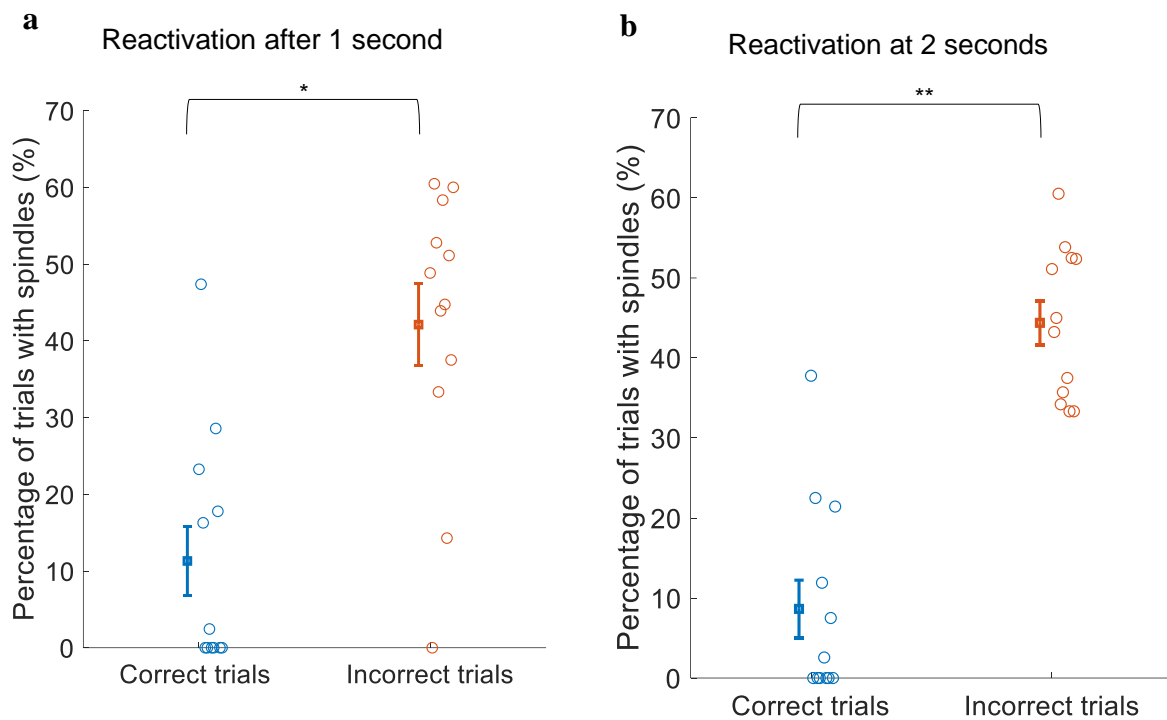 a
Reactivation after 1 second
*
Percentage of trials with spindles (%)
70
60
50
40
30
20
10
0
Correct trials
Incorrect trials
b
Reactivation at 2 seconds
**
Percentage of trials with spindles (%)
70
60
50
40
30
20
10
0
Correct trials
Incorrect trials